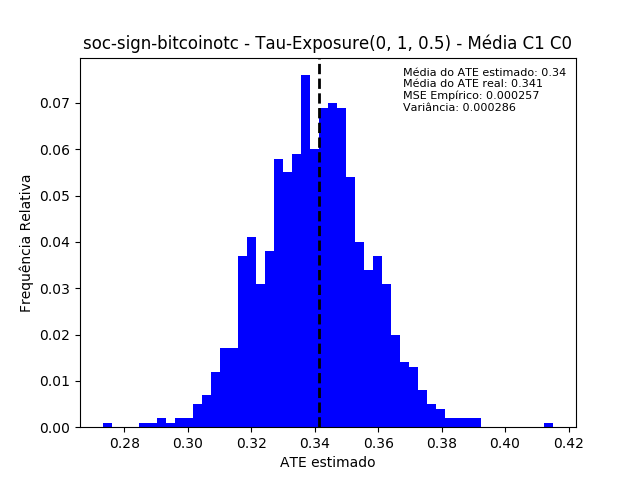 soc-sign-bitcoinotc - Tau-Exposure(0, 1, 0.5) - Média C1 C0
Média do ATE estimado: 0.34
Média do ATE real: 0.341
MSE Empírico: 0.000257
Variância: 0.000286
Frequência Relativa
0.07
0.06
0.05
0.04
0.03
0.02
0.01
0.00
0.28 0.30 0.32 0.34 0.36 0.38 0.40 0.42
ATE estimado